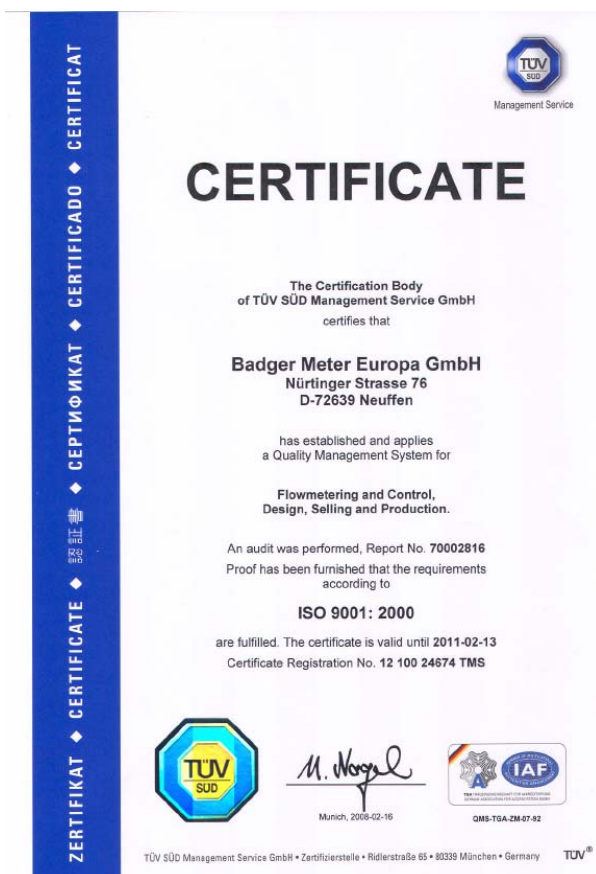 ZERTIFIKAT ◆ CERTIFICATE ◆ 認証書 ◆ СЕРТИФИКАТ ◆ CERTIFICADO ◆ CERTIFICAT
TÜV
SÜD
Management Service
CERTIFICATE
The Certification Body
of TÜV SÜD Management Service GmbH
certifies that
Badger Meter Europa GmbH
Nürtinger Strasse 76
D-72639 Neuffen
has established and applies
a Quality Management System for
Flowmetering and Control,
Design, Selling and Production.
An audit was performed, Report No. 70002816
Proof has been furnished that the requirements
according to
ISO 9001: 2000
are fulfilled. The certificate is valid until 2011-02-13
Certificate Registration No. 12 100 24674 TMS
TÜV
SÜD
Munich, 2008-02-16
IAF
QMS-TGA-ZM-07-92
TÜV SÜD Management Service GmbH • Zertifizierstelle • Ridlerstraße 65 • 80339 München • Germany
TÜV®